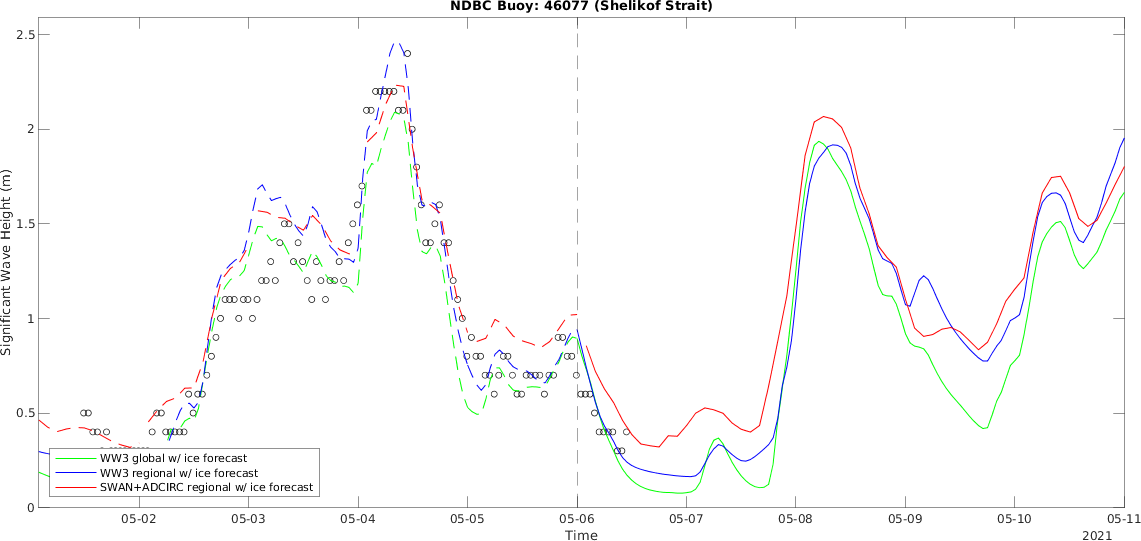 NDBC Buoy: 46077 (Shelikof Strait)
Significant Wave Height (m)
2.5
2
1.5
1
0.5
0
WW3 global w/ ice forecast
WW3 regional w/ ice forecast
SWAN+ADCIRC regional w/ ice forecast
05-02 05-03 05-04 05-05 05-06 05-07 05-08 05-09 05-10 05-11
Time
2021